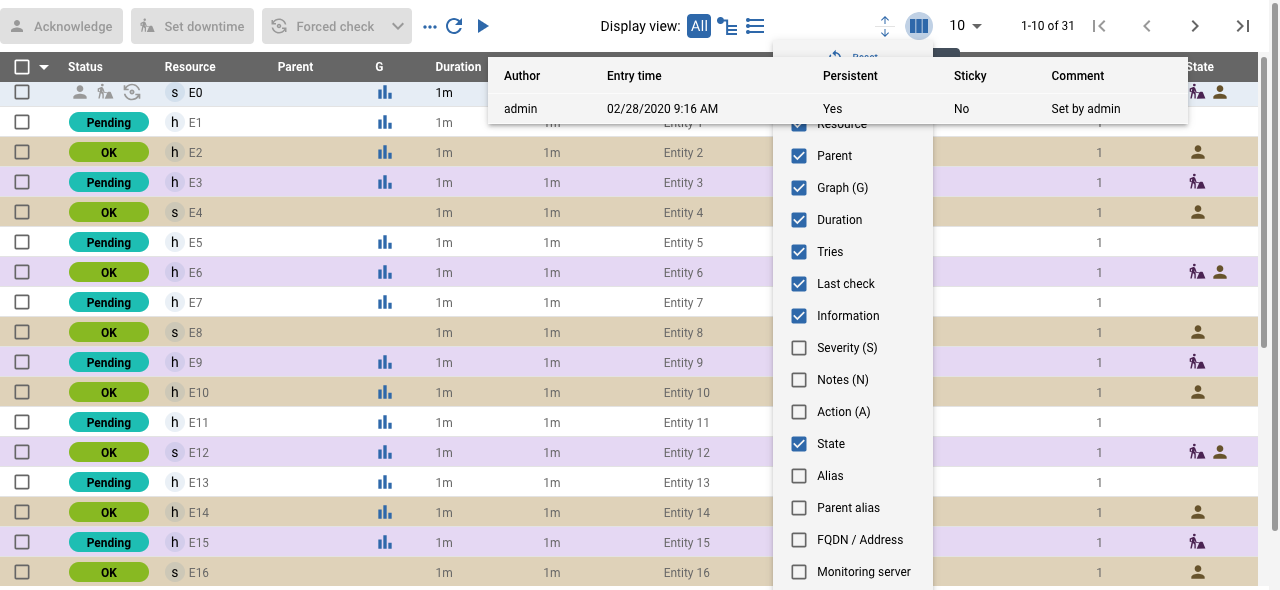 Acknowledge Set downtime Forced check Display view: All 10 1-10 of 31
Reset
Status Resource Parent G Duration State
Author Entry time Persistent Sticky Comment
admin 02/28/2020 9:16 AM Yes No Set by admin
s E0 1m
Pending h E1 1m 1m Entity 1 1
OK h E2 1m 1m Entity 2 1
Pending h E3 1m 1m Entity 3 1
OK s E4 1m 1m Entity 4 1
Pending h E5 1m 1m Entity 5 1
OK h E6 1m 1m Entity 6 1
Pending h E7 1m 1m Entity 7 1
OK s E8 1m 1m Entity 8 1
Pending h E9 1m 1m Entity 9 1
OK h E10 1m 1m Entity 10 1
Pending h E11 1m 1m Entity 11 1
OK s E12 1m 1m Entity 12 1
Pending h E13 1m 1m Entity 13 1
OK h E14 1m 1m Entity 14 1
Pending h E15 1m 1m Entity 15 1
OK s E16 1m 1m Entity 16 1
Resource
Parent
Graph (G)
Duration
Tries
Last check
Information
Severity (S)
Notes (N)
Action (A)
State
Alias
Parent alias
FQDN / Address
Monitoring server